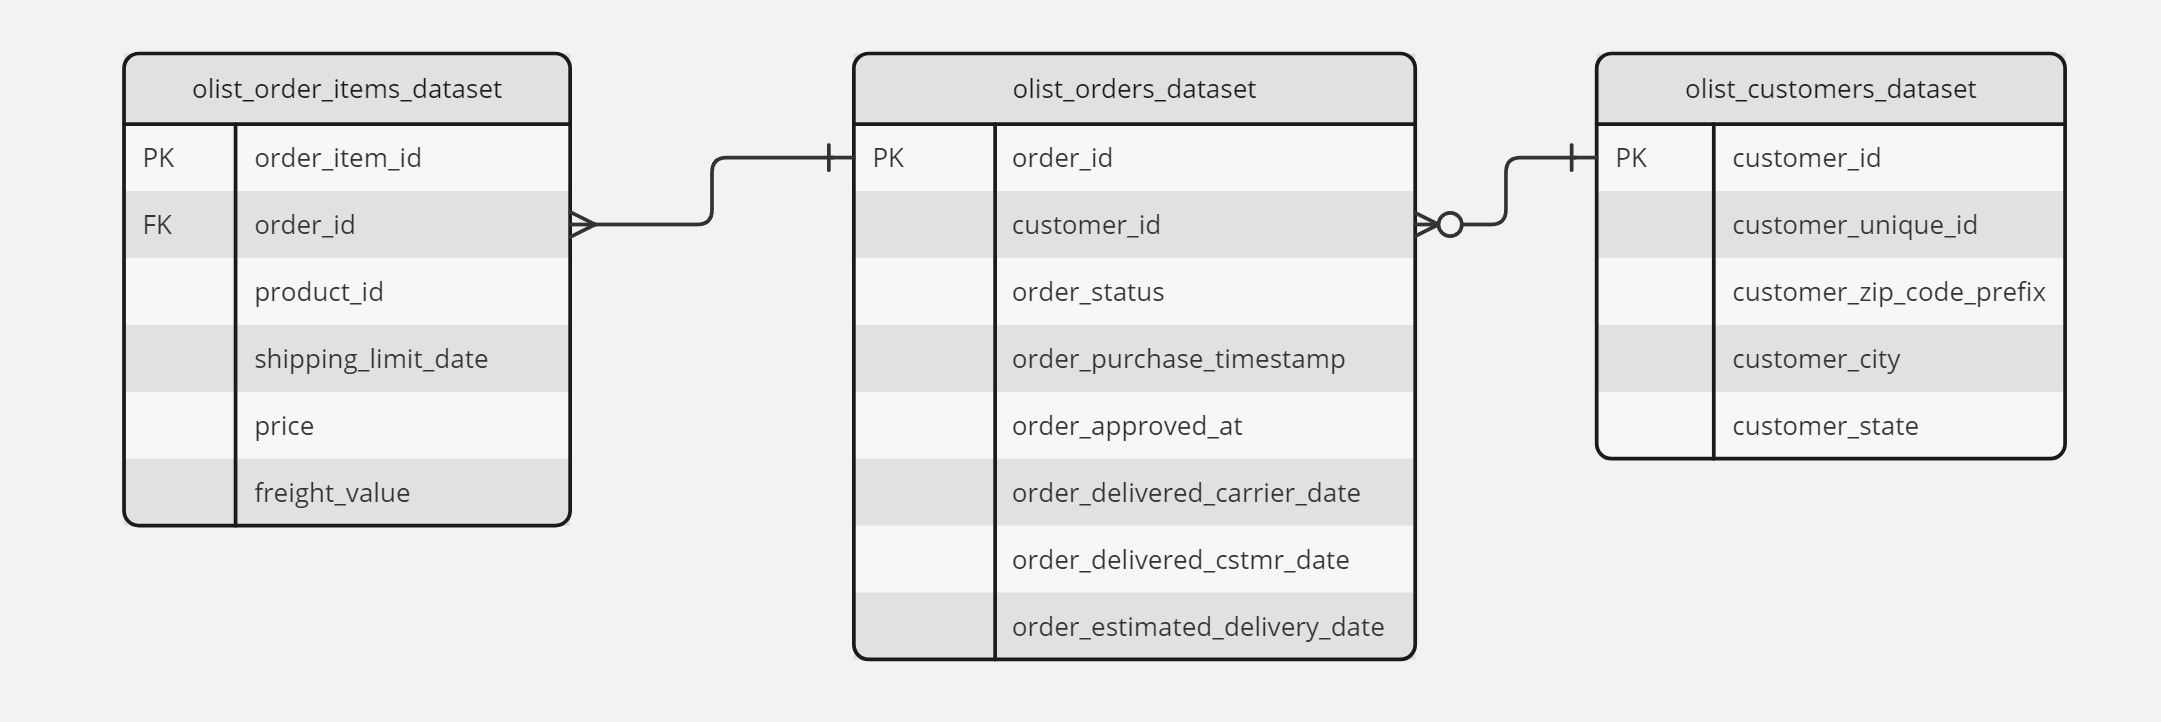 olist_order_items_dataset
PK order_item_id
FK order_id
product_id
shipping_limit_date
price
freight_value
olist_orders_dataset
PK order_id
customer_id
order_status
order_purchase_timestamp
order_approved_at
order_delivered_carrier_date
order_delivered_cstmr_date
order_estimated_delivery_date
olist_customers_dataset
PK customer_id
customer_unique_id
customer_zip_code_prefix
customer_city
customer_state